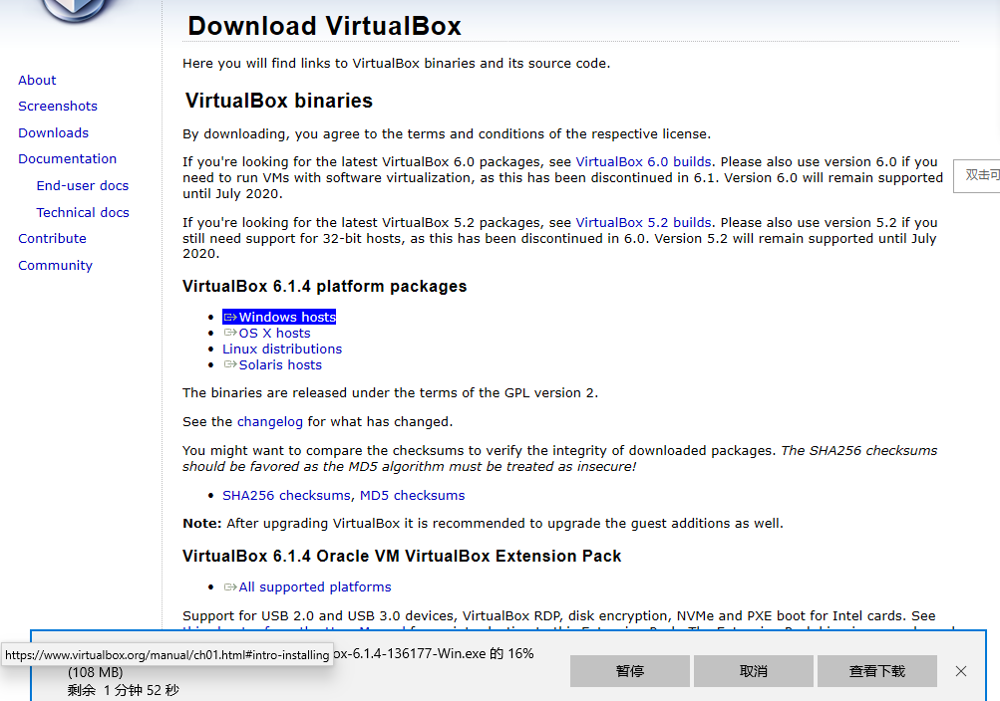 Download VirtualBox
Here you will find links to VirtualBox binaries and its source code.
About
Screenshots
Downloads
Documentation
End-user docs
Technical docs
Contribute
Community
VirtualBox binaries
By downloading, you agree to the terms and conditions of the respective license.
If you're looking for the latest VirtualBox 6.0 packages, see VirtualBox 6.0 builds. Please also use version 6.0 if you
need to run VMs with software virtualization, as this has been discontinued in 6.1. Version 6.0 will remain supported
until July 2020.
双击可
If you're looking for the latest VirtualBox 5.2 packages, see VirtualBox 5.2 builds. Please also use version 5.2 if you
still need support for 32-bit hosts, as this has been discontinued in 6.0. Version 5.2 will remain supported until July
2020.
VirtualBox 6.1.4 platform packages
Windows hosts
OS X hosts
Linux distributions
Solaris hosts
The binaries are released under the terms of the GPL version 2.
See the changelog for what has changed.
You might want to compare the checksums to verify the integrity of downloaded packages. The SHA256 checksums
should be favored as the MD5 algorithm must be treated as insecure!
SHA256 checksums, MD5 checksums
Note: After upgrading VirtualBox it is recommended to upgrade the guest additions as well.
VirtualBox 6.1.4 Oracle VM VirtualBox Extension Pack
All supported platforms
Support for USB 2.0 and USB 3.0 devices, VirtualBox RDP, disk encryption, NVMe and PXE boot for Intel cards. See
https://www.virtualbox.org/manual/ch01.html#intro-installing
ox-6.1.4-136177-Win.exe 的 16%
(108 MB)
剩余 1 分钟 52 秒
暂停
取消
查看下载